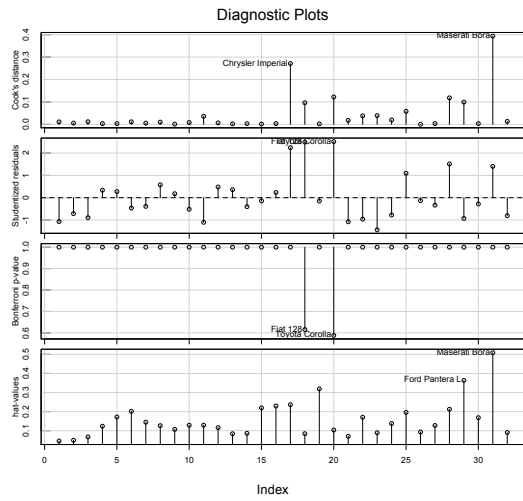 Diagnostic Plots
Cook's distance
0.0 0.1 0.2 0.3 0.4
Chrysler Imperial
Maserati Bora
Studentized residuals
-1 0 1 2
Toyota Corolla
Bonferroni p-value
0.6 0.7 0.8 0.9 1.0
Fiat 128
Toyota Corolla
hat-values
0.1 0.2 0.3 0.4 0.5
Ford Pantera L
Maserati Bora
0 5 10 15 20 25 30
Index